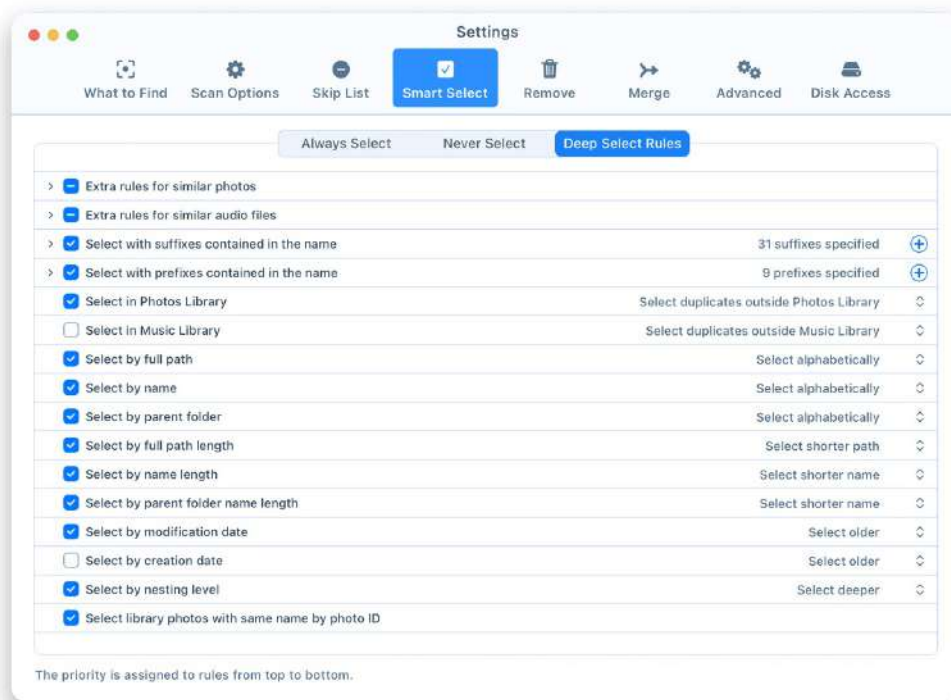 Settings
What to Find Scan Options Skip List Smart Select Remove Merge Advanced Disk Access
Always Select Never Select Deep Select Rules
Extra rules for similar photos
Extra rules for similar audio files
Select with suffixes contained in the name 31 suffixes specified
Select with prefixes contained in the name 9 prefixes specified
Select in Photos Library Select duplicates outside Photos Library
Select in Music Library Select duplicates outside Music Library
Select by full path Select alphabetically
Select by name Select alphabetically
Select by parent folder Select alphabetically
Select by full path length Select shorter path
Select by name length Select shorter name
Select by parent folder name length Select shorter name
Select by modification date Select older
Select by creation date Select older
Select by nesting level Select deeper
Select library photos with same name by photo ID
The priority is assigned to rules from top to bottom.